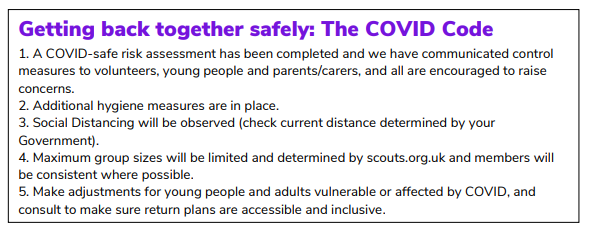 Getting back together safely: The COVID Code
1. A COVID-safe risk assessment has been completed and we have communicated control
measures to volunteers, young people and parents/carers, and all are encouraged to raise
concerns.
2. Additional hygiene measures are in place.
3. Social Distancing will be observed (check current distance determined by your
Government).
4. Maximum group sizes will be limited and determined by scouts.org.uk and members will
be consistent where possible.
5. Make adjustments for young people and adults vulnerable or affected by COVID, and
consult to make sure return plans are accessible and inclusive.